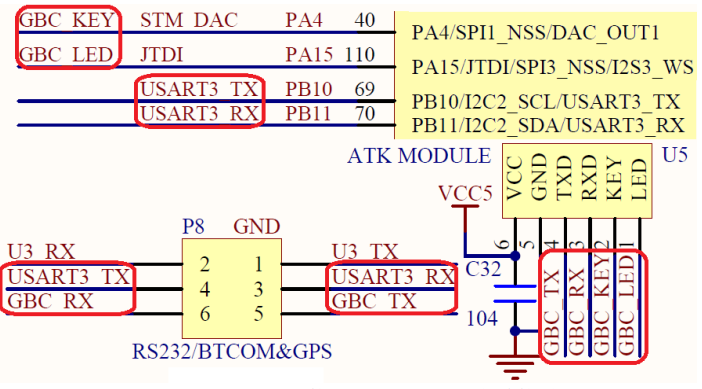 GBC_KEY STM_DAC PA4 40 PA4/SPI1_NSS/DAC_OUT1
GBC_LED JTDI PA15 110 PA15/JTDI/SPI3_NSS/I2S3_WS
USART3_TX PB10 69 PB10/I2C2_SCL/USART3_TX
USART3_RX PB11 70 PB11/I2C2_SDA/USART3_RX
ATK MODULE U5
VCC GND TXD RXD KEY LED
VCC5
6 5 4 3 2 1
GBC_TX GBC_RX GBC_KEY GBC_LED
C32
104
P8 GND
U3_RX 2 1 U3_TX
USART3_TX 4 3 USART3_RX
GBC_RX 6 5 GBC_TX
RS232/BTCOM&GPS